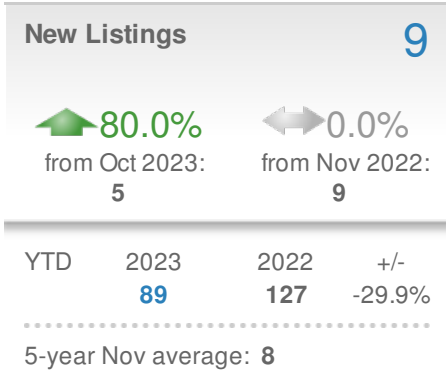 New Listings 9
80.0% 0.0%
from Oct 2023: from Nov 2022:
5 9
YTD 2023 2022 +/-
89 127 -29.9%
5-year Nov average: 8